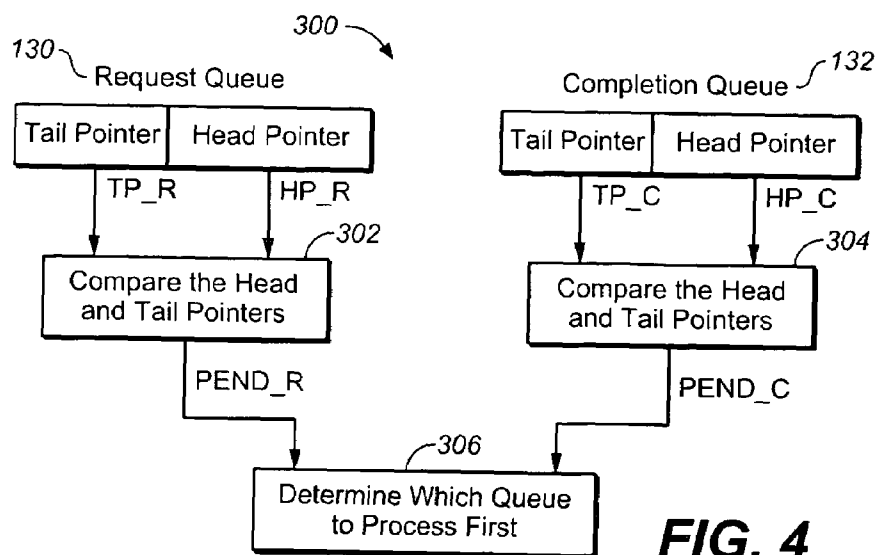 300
130
Request Queue
Completion Queue
132
Tail Pointer
Head Pointer
Tail Pointer
Head Pointer
TP_R
HP_R
TP_C
HP_C
302
304
Compare the Head
and Tail Pointers
Compare the Head
and Tail Pointers
PEND_R
PEND_C
306
Determine Which Queue
to Process First
FIG. 4